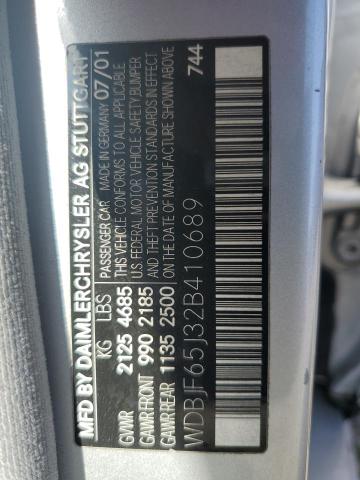 MFD BY DAIMLERCHRYSLER AG STUTTGART
KG LBS PASSENGER CAR MADE IN GERMANY 07/01
GVWR 2125 4685 THIS VEHICLE CONFORMS TO ALL APPLICABLE
GAWR FRONT 990 2185 U.S. FEDERAL MOTOR VEHICLE SAFETY BUMPER
AND THEFT PREVENTION STANDARDS IN EFFECT
GAWR REAR 1135 2500 ON THE DATE OF MANUFACTURE SHOWN ABOVE
WDBJF65J32B410689 744